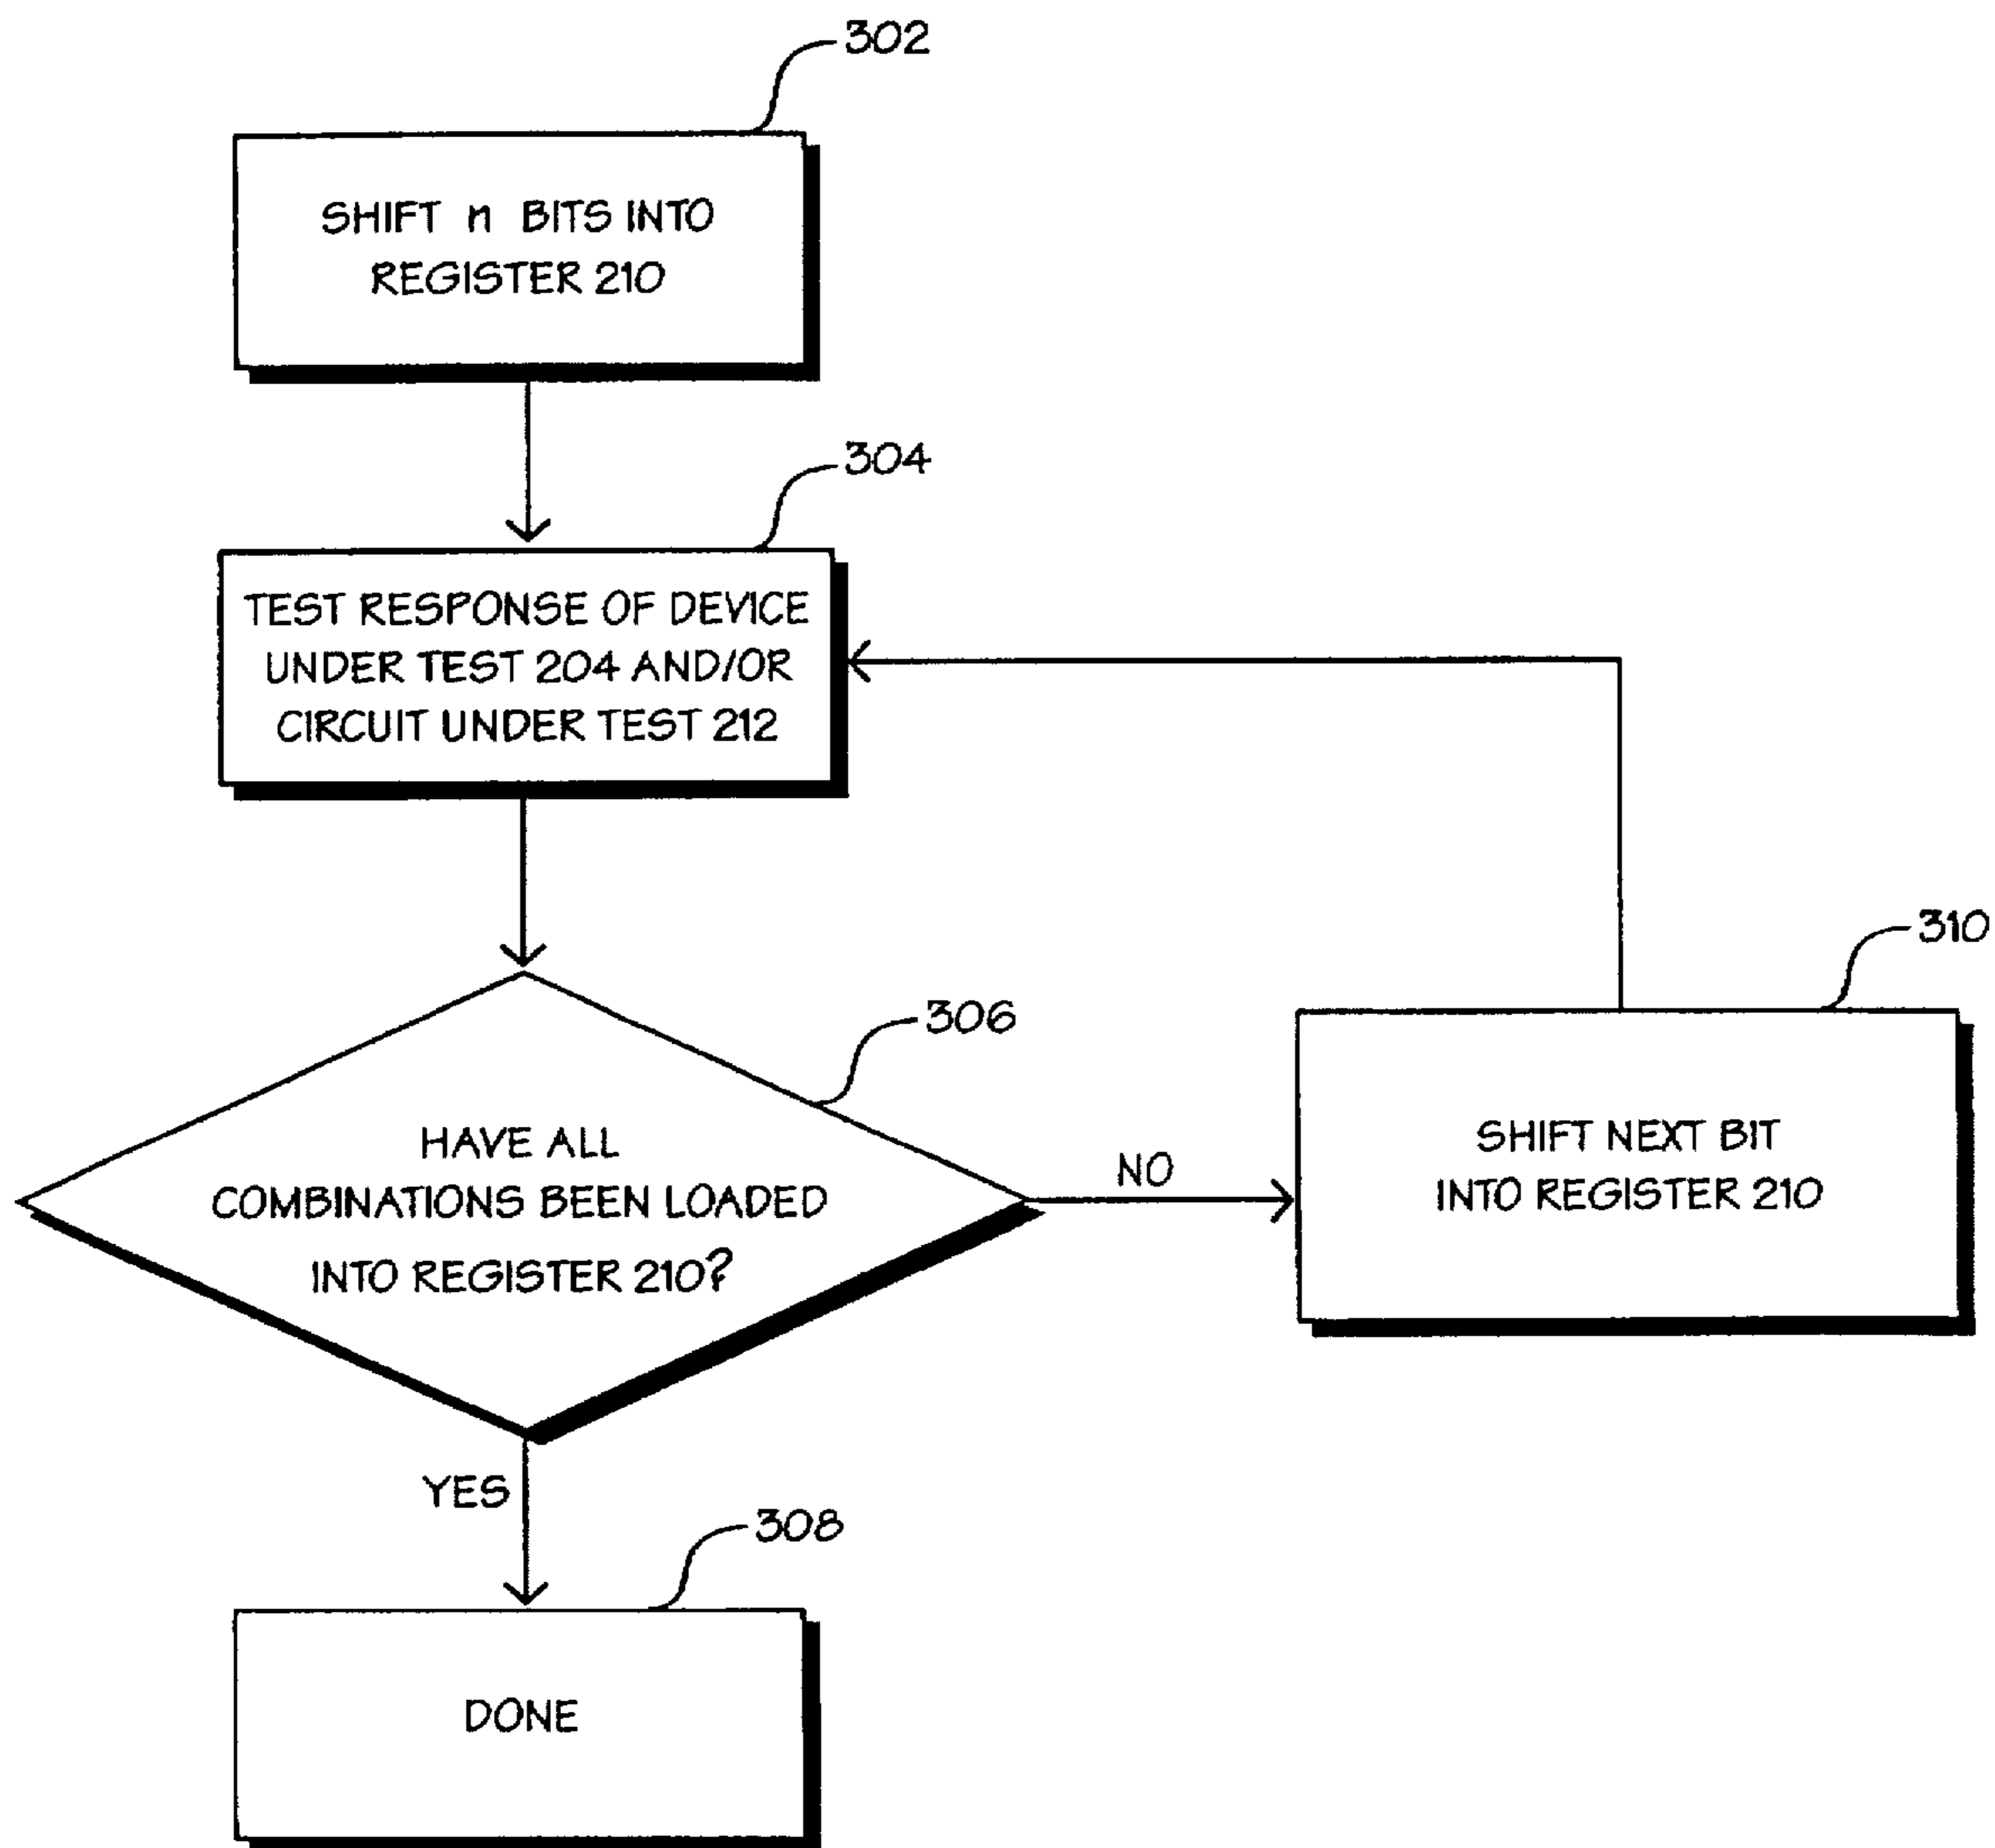 302
SHIFT n BITS INTO
REGISTER 210
304
TEST RESPONSE OF DEVICE
UNDER TEST 204 AND/OR
CIRCUIT UNDER TEST 212
306
HAVE ALL
COMBINATIONS BEEN LOADED
INTO REGISTER 210?
NO
310
SHIFT NEXT BIT
INTO REGISTER 210
YES
308
DONE